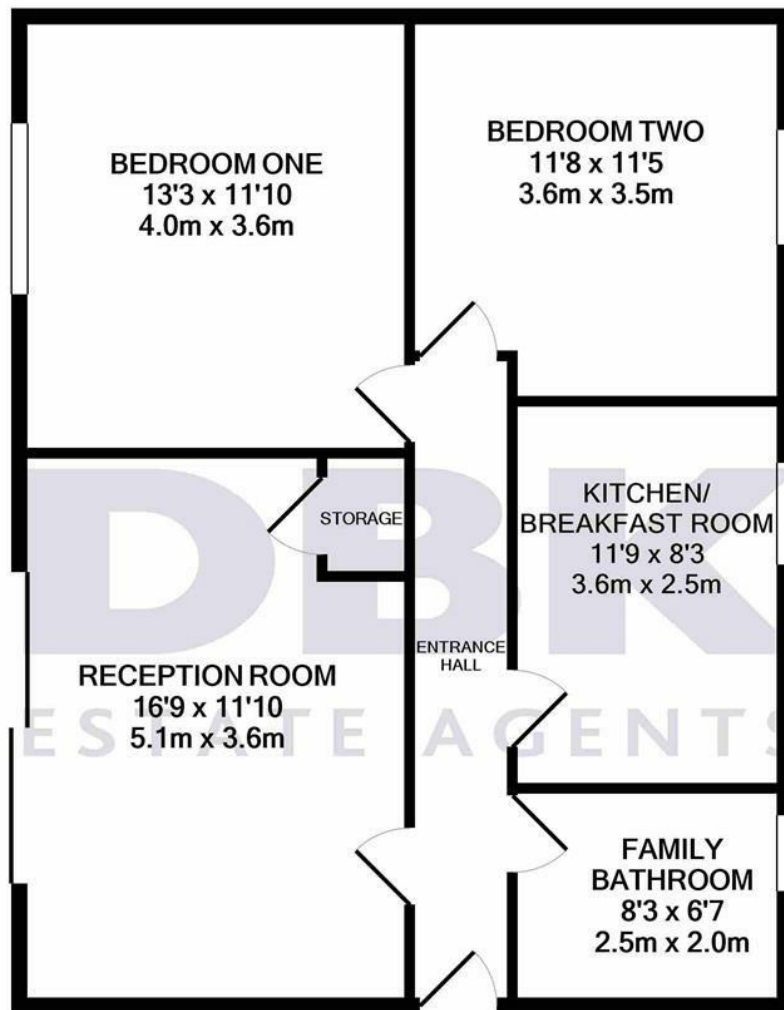 BEDROOM ONE
13'3 x 11'10
4.0m x 3.6m
BEDROOM TWO
11'8 x 11'5
3.6m x 3.5m
STORAGE
KITCHEN/
BREAKFAST ROOM
11'9 x 8'3
3.6m x 2.5m
ENTRANCE
HALL
RECEPTION ROOM
16'9 x 11'10
5.1m x 3.6m
FAMILY
BATHROOM
8'3 x 6'7
2.5m x 2.0m
DBK
ESTATE AGENTS